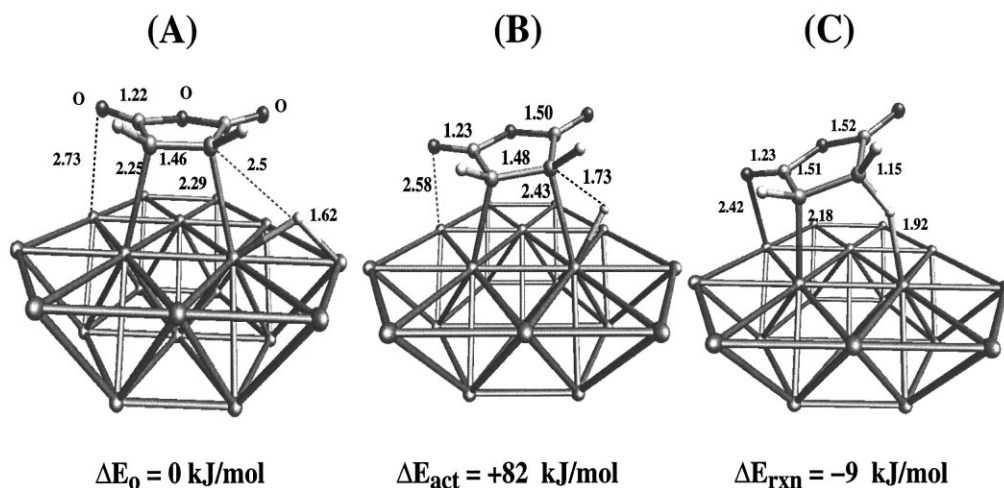 (A) (B) (C)
O 1.22 O O
2.73 2.25 1.46 2.5
2.29 1.62
1.50
1.23 1.48
2.58 2.43 1.73
1.52
1.23 1.51 1.15
2.42 2.18 1.92
ΔEo = 0 kJ/mol ΔEact = +82 kJ/mol ΔErxn = −9 kJ/mol